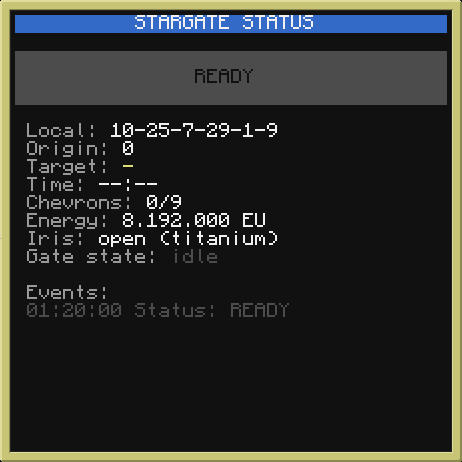 STARGATE STATUS
READY
Local: 10-25-7-29-1-9
Origin: 0
Target: -
Time: --:--
Chevrons: 0/9
Energy: 8.192.000 EU
Iris: open (titanium)
Gate state: idle
Events:
01:20:00 Status: READY